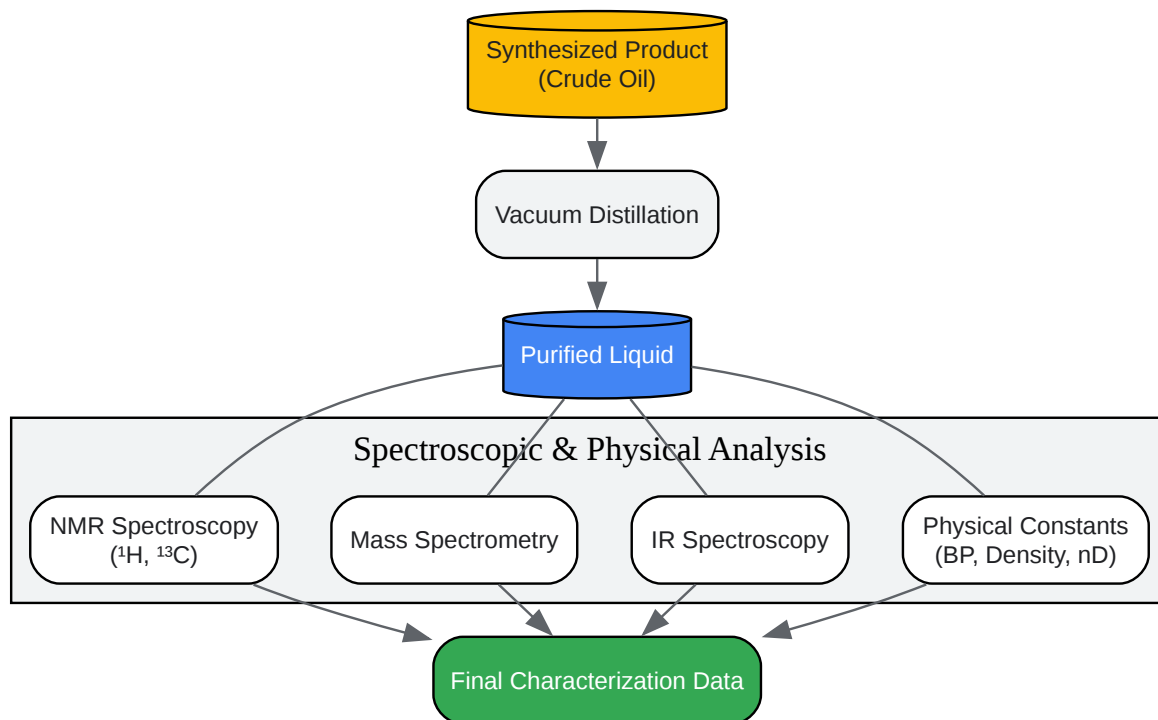 Synthesized Product
(Crude Oil)
Vacuum Distillation
Purified Liquid
Spectroscopic & Physical Analysis
NMR Spectroscopy
(¹H, ¹³C)
Mass Spectrometry
IR Spectroscopy
Physical Constants
(BP, Density, nD)
Final Characterization Data